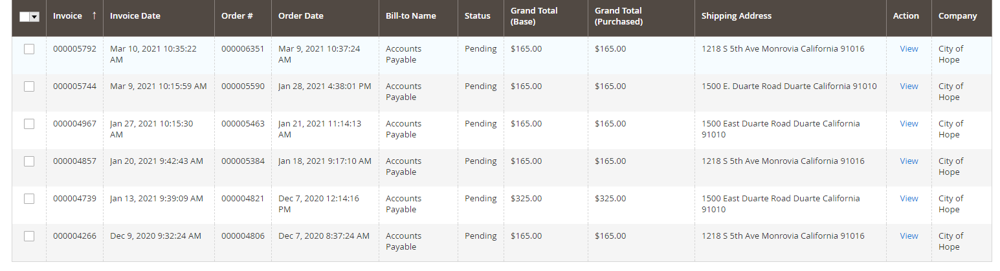 Invoice ↑ Invoice Date Order # Order Date Bill-to Name Status Grand Total (Base) Grand Total (Purchased) Shipping Address Action Company
000005792 Mar 10, 2021 10:35:22 AM 000006351 Mar 9, 2021 10:37:24 AM Accounts Payable Pending $165.00 $165.00 1218 S 5th Ave Monrovia California 91016 View City of Hope
000005744 Mar 9, 2021 10:15:59 AM 000005590 Jan 28, 2021 4:38:01 PM Accounts Payable Pending $165.00 $165.00 1500 E. Duarte Road Duarte California 91010 View City of Hope
000004967 Jan 27, 2021 10:15:30 AM 000005463 Jan 21, 2021 11:14:13 AM Accounts Payable Pending $165.00 $165.00 1500 East Duarte Road Duarte California 91010 View City of Hope
000004857 Jan 20, 2021 9:42:43 AM 000005384 Jan 18, 2021 9:17:10 AM Accounts Payable Pending $165.00 $165.00 1218 S 5th Ave Monrovia California 91016 View City of Hope
000004739 Jan 13, 2021 9:39:09 AM 000004821 Dec 7, 2020 12:14:16 PM Accounts Payable Pending $325.00 $325.00 1500 East Duarte Road Duarte California 91010 View City of Hope
000004266 Dec 9, 2020 9:32:24 AM 000004806 Dec 7, 2020 8:37:24 AM Accounts Payable Pending $165.00 $165.00 1218 S 5th Ave Monrovia California 91016 View City of Hope